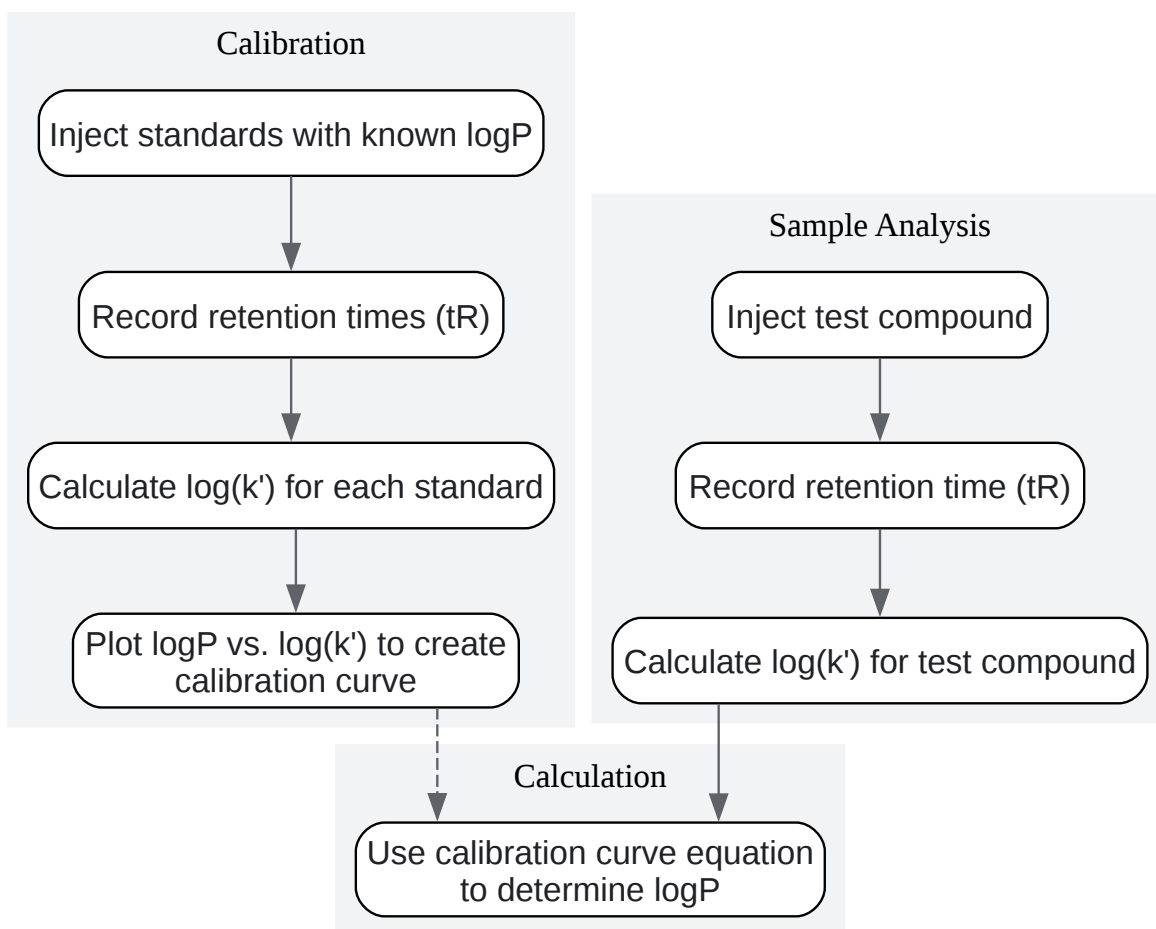 Calibration
Inject standards with known logP
Record retention times (tR)
Calculate log(k') for each standard
Plot logP vs. log(k') to create
calibration curve
Sample Analysis
Inject test compound
Record retention time (tR)
Calculate log(k') for test compound
Calculation
Use calibration curve equation
to determine logP